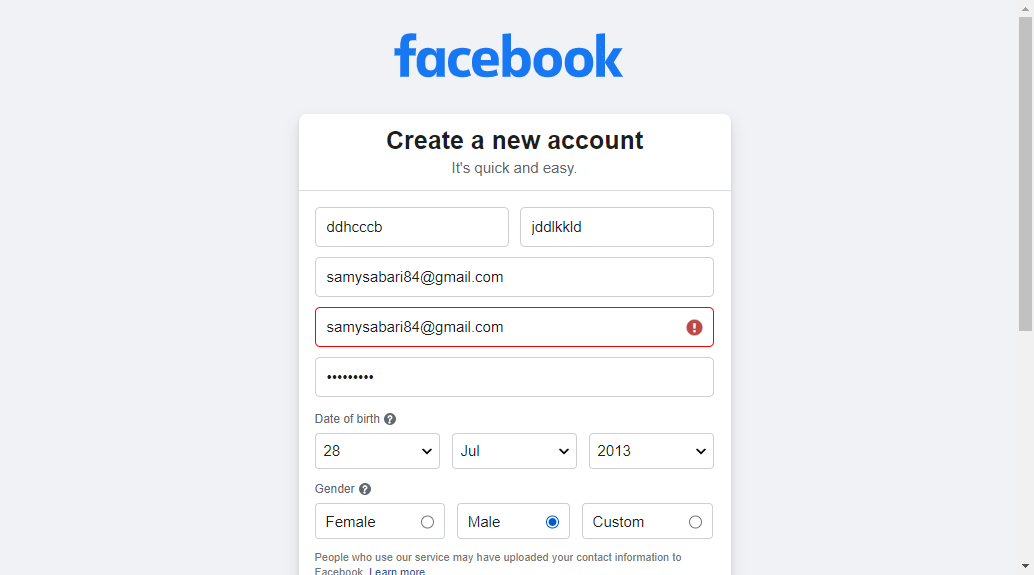 facebook
Create a new account
It's quick and easy.
ddhcccb jddlkkld
samysabari84@gmail.com
samysabari84@gmail.com
•••••••••
Date of birth ?
28 Jul 2013
Gender ?
Female Male Custom
People who use our service may have uploaded your contact information to
Facebook. Learn more.